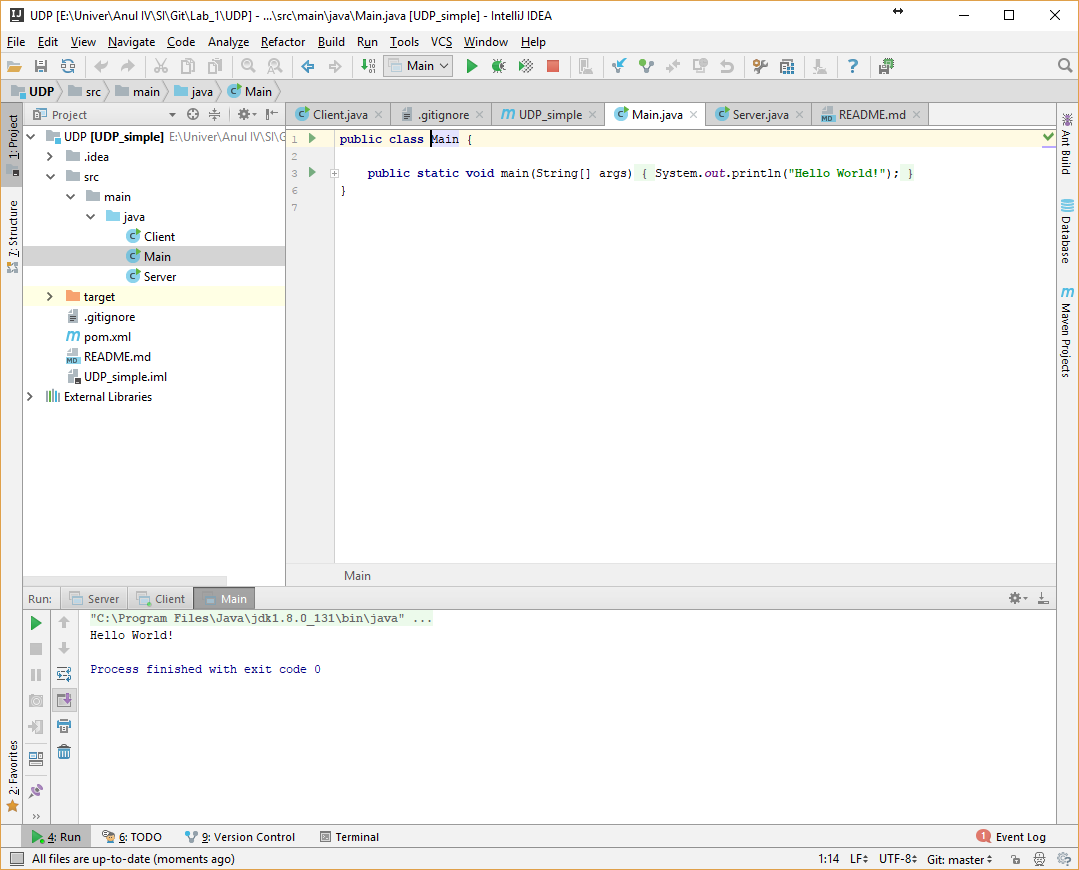 UDP [E:\Univer\Anul IV\SI\Git\Lab_1\UDP] - ...\src\main\java\Main.java [UDP_simple] - IntelliJ IDEA
File Edit View Navigate Code Analyze Refactor Build Run Tools VCS Window Help
Main
UDP src main java Main
Project
Client.java .gitignore UDP_simple Main.java Server.java README.md
1: Project
7: Structure
2: Favorites
UDP [UDP_simple] E:\Univer\Anul IV\SI\G
.idea
src
main
java
Client
Main
Server
target
.gitignore
pom.xml
README.md
UDP_simple.iml
External Libraries
1 public class Main {
2
3 public static void main(String[] args) { System.out.println("Hello World!"); }
6 }
7
Main
Ant Build
Database
Maven Projects
Run: Server Client Main
"C:\Program Files\Java\jdk1.8.0_131\bin\java" ...
Hello World!
Process finished with exit code 0
4: Run 6: TODO 9: Version Control Terminal 1 Event Log
All files are up-to-date (moments ago) 1:14 LF UTF-8 Git: master